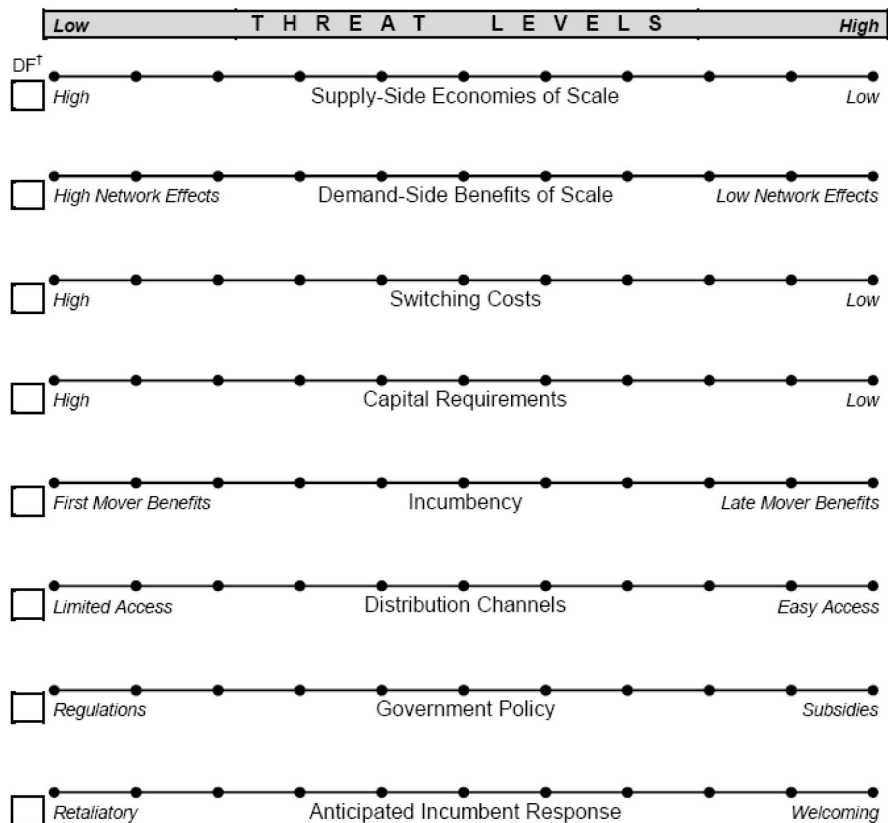 Low THREAT LEVELS High
DF†
High Supply-Side Economies of Scale Low
High Network Effects Demand-Side Benefits of Scale Low Network Effects
High Switching Costs Low
High Capital Requirements Low
First Mover Benefits Incumbency Late Mover Benefits
Limited Access Distribution Channels Easy Access
Regulations Government Policy Subsidies
Retaliatory Anticipated Incumbent Response Welcoming